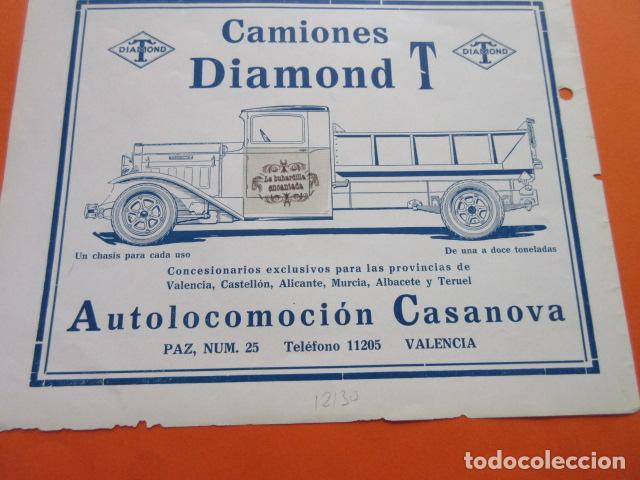 DIAMOND T
DIAMOND T
Camiones
Diamond T
La buhardilla
encantada
Un chasis para cada uso
De una a doce toneladas
Concesionarios exclusivos para las provincias de
Valencia, Castellón, Alicante, Murcia, Albacete y Teruel
Autolocomoción Casanova
PAZ, NUM. 25 Teléfono 11205 VALENCIA
12130
todocoleccion